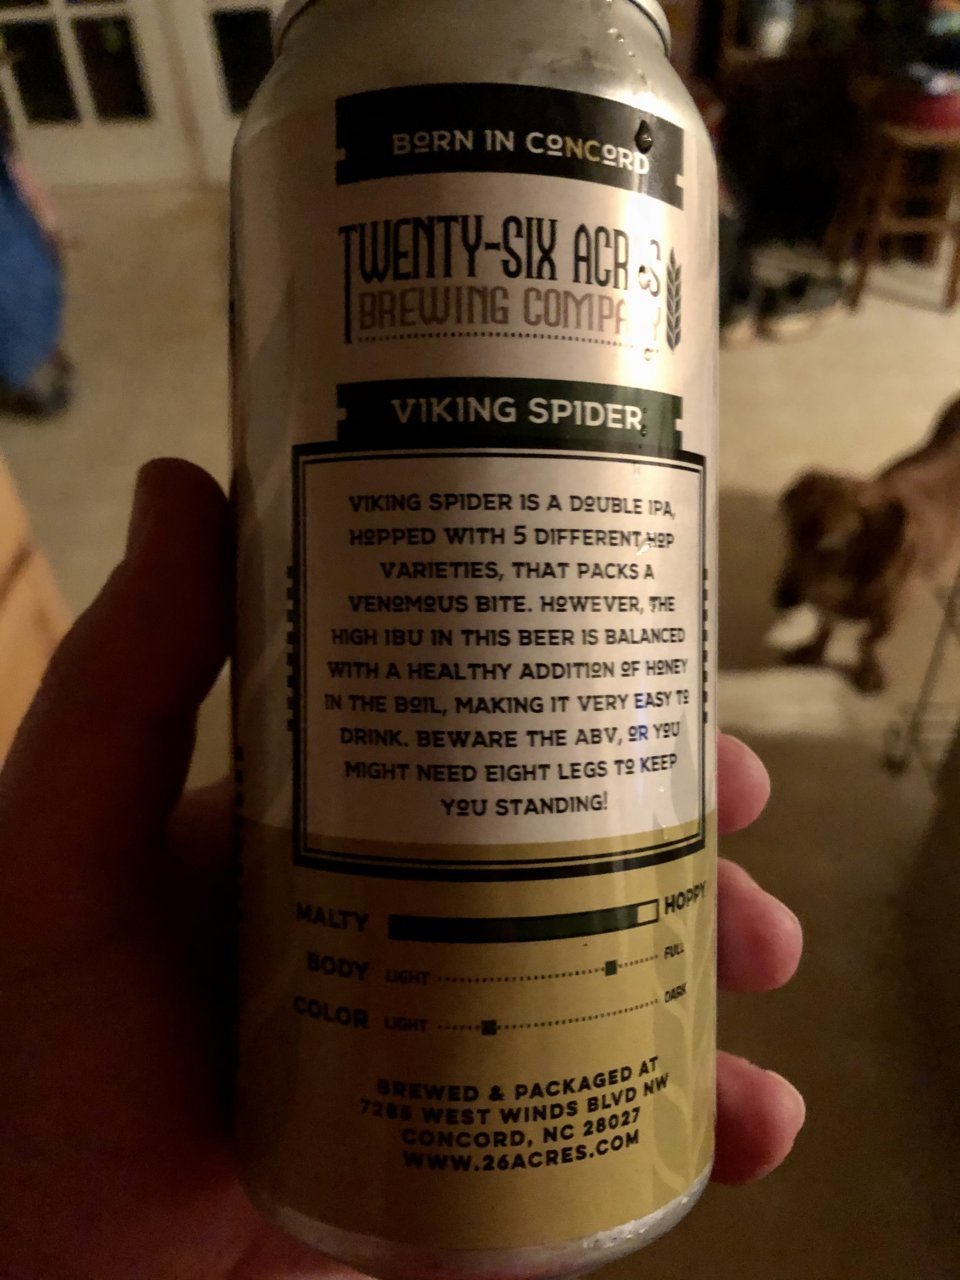 BORN IN CONCORD
TWENTY-SIX ACRES
BREWING COMPANY
VIKING SPIDER
VIKING SPIDER IS A DOUBLE IPA,
HOPPED WITH 5 DIFFERENT HOP
VARIETIES, THAT PACKS A
VENOMOUS BITE. HOWEVER, THE
HIGH IBU IN THIS BEER IS BALANCED
WITH A HEALTHY ADDITION OF HONEY
IN THE BOIL, MAKING IT VERY EASY TO
DRINK. BEWARE THE ABV, OR YOU
MIGHT NEED EIGHT LEGS TO KEEP
YOU STANDING!
MALTY HOPPY
BODY LIGHT FULL
COLOR LIGHT DARK
BREWED & PACKAGED AT
7285 WEST WINDS BLVD NW
CONCORD, NC 28027
WWW.26ACRES.COM